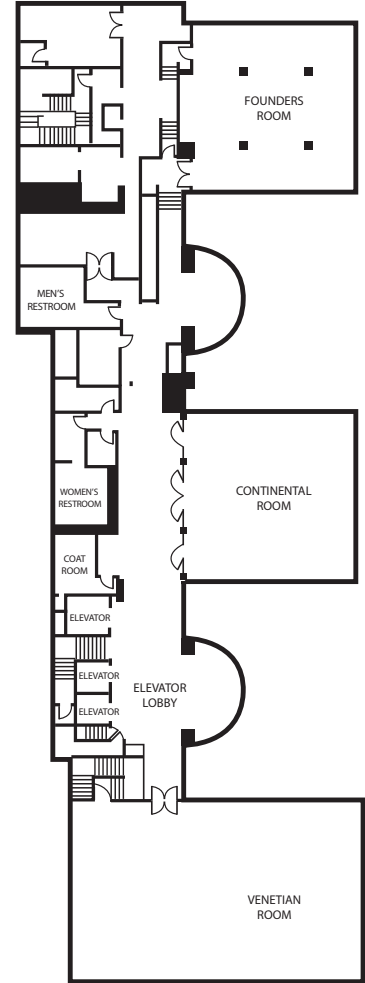 FOUNDERS
ROOM
MEN'S
RESTROOM
CONTINENTAL
ROOM
WOMEN'S
RESTROOM
COAT
ROOM
ELEVATOR
ELEVATOR
ELEVATOR
LOBBY
ELEVATOR
VENETIAN
ROOM